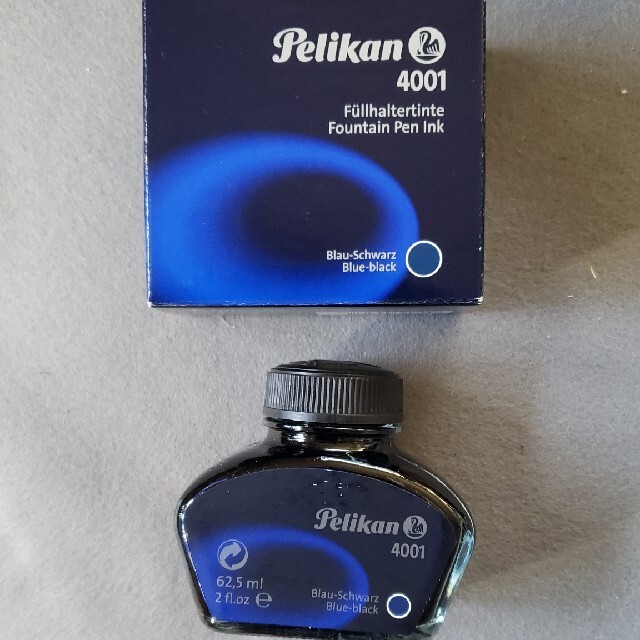 Pelikan
4001
Füllhaltertinte
Fountain Pen Ink
Blau-Schwarz
Blue-black
Pelikan
4001
62,5 ml
2 fl.oz ℮
Blau-Schwarz
Blue-black